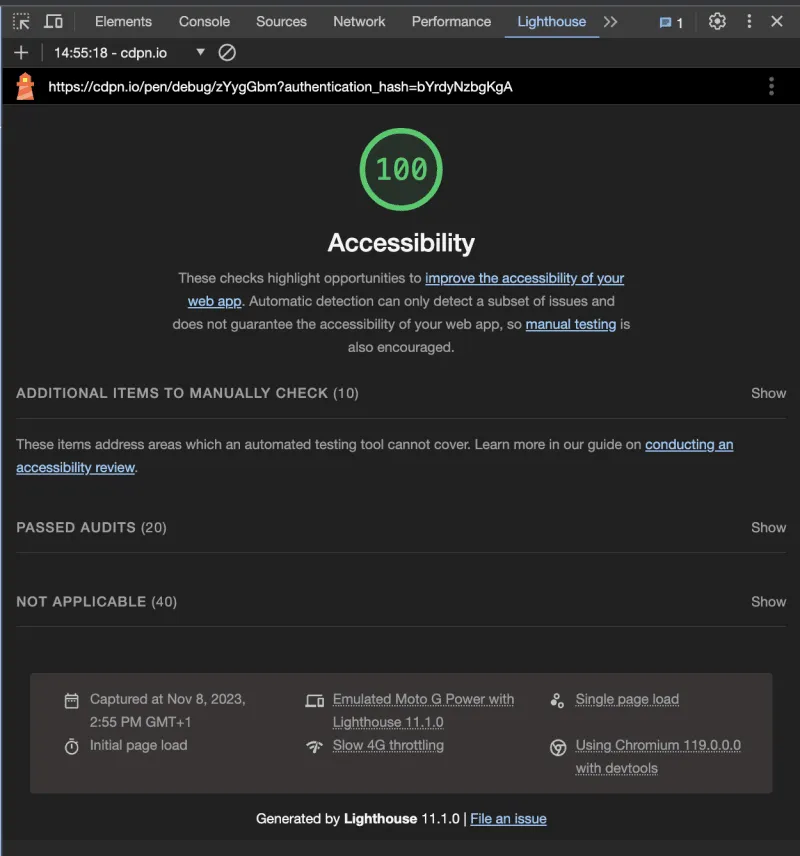 Elements Console Sources Network Performance Lighthouse 1
14:55:18 - cdpn.io
https://cdpn.io/pen/debug/zYygGbm?authentication_hash=bYrdyNzbgKgA
100
Accessibility
These checks highlight opportunities to improve the accessibility of your
web app. Automatic detection can only detect a subset of issues and
does not guarantee the accessibility of your web app, so manual testing is
also encouraged.
ADDITIONAL ITEMS TO MANUALLY CHECK (10) Show
These items address areas which an automated testing tool cannot cover. Learn more in our guide on conducting an
accessibility review.
PASSED AUDITS (20) Show
NOT APPLICABLE (40) Show
Captured at Nov 8, 2023,
2:55 PM GMT+1
Emulated Moto G Power with
Lighthouse 11.1.0
Single page load
Initial page load
Slow 4G throttling
Using Chromium 119.0.0.0
with devtools
Generated by Lighthouse 11.1.0 | File an issue